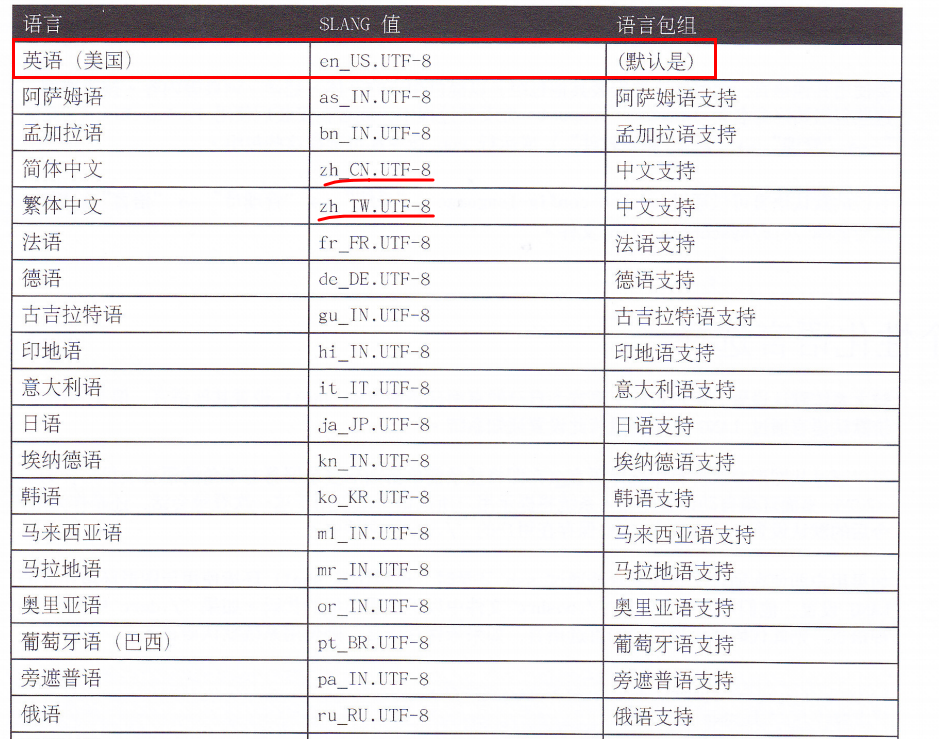 语言 SLANG 值 语言包组
英语（美国） en_US.UTF-8 (默认是)
阿萨姆语 as_IN.UTF-8 阿萨姆语支持
孟加拉语 bn_IN.UTF-8 孟加拉语支持
简体中文 zh_CN.UTF-8 中文支持
繁体中文 zh_TW.UTF-8 中文支持
法语 fr_FR.UTF-8 法语支持
德语 de_DE.UTF-8 德语支持
古吉拉特语 gu_IN.UTF-8 古吉拉特语支持
印地语 hi_IN.UTF-8 印地语支持
意大利语 it_IT.UTF-8 意大利语支持
日语 ja_JP.UTF-8 日语支持
埃纳德语 kn_IN.UTF-8 埃纳德语支持
韩语 ko_KR.UTF-8 韩语支持
马来西亚语 ml_IN.UTF-8 马来西亚语支持
马拉地语 mr_IN.UTF-8 马拉地语支持
奥里亚语 or_IN.UTF-8 奥里亚语支持
葡萄牙语（巴西） pt_BR.UTF-8 葡萄牙语支持
旁遮普语 pa_IN.UTF-8 旁遮普语支持
俄语 ru_RU.UTF-8 俄语支持